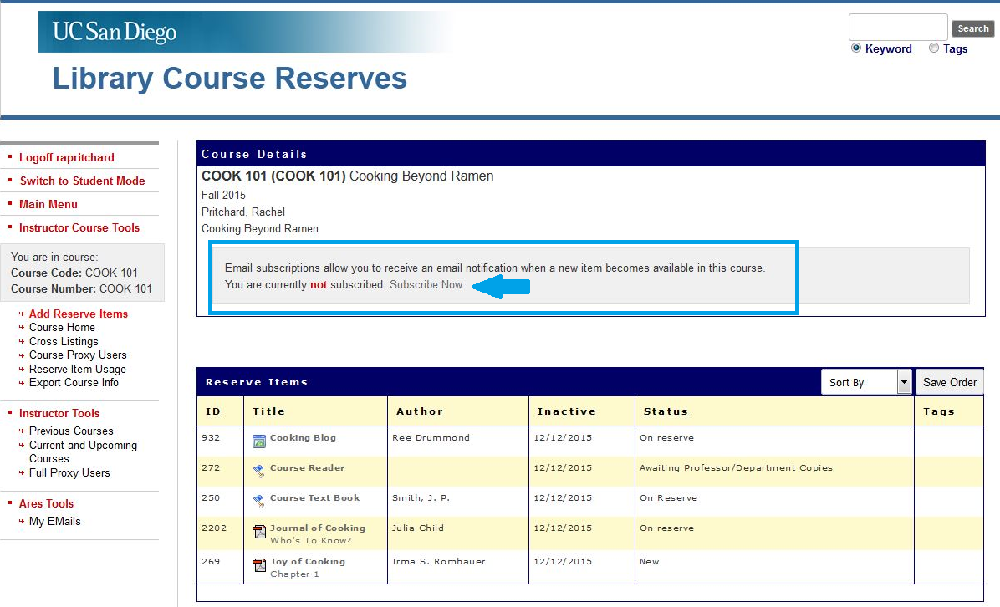 UC San Diego
Search
Keyword Tags
Library Course Reserves
Logoff rapritchard
Switch to Student Mode
Main Menu
Instructor Course Tools
You are in course:
Course Code: COOK 101
Course Number: COOK 101
Add Reserve Items
Course Home
Cross Listings
Course Proxy Users
Reserve Item Usage
Export Course Info
Instructor Tools
Previous Courses
Current and Upcoming
Courses
Full Proxy Users
Ares Tools
My EMails
Course Details
COOK 101 (COOK 101) Cooking Beyond Ramen
Fall 2015
Pritchard, Rachel
Cooking Beyond Ramen
Email subscriptions allow you to receive an email notification when a new item becomes available in this course.
You are currently not subscribed. Subscribe Now
Reserve Items Sort By Save Order
ID Title Author Inactive Status Tags
932 Cooking Blog Ree Drummond 12/12/2015 On reserve
272 Course Reader 12/12/2015 Awaiting Professor/Department Copies
250 Course Text Book Smith, J. P. 12/12/2015 On Reserve
2202 Journal of Cooking Julia Child 12/12/2015 On reserve
Who's To Know?
269 Joy of Cooking Irma S. Rombauer 12/12/2015 New
Chapter 1